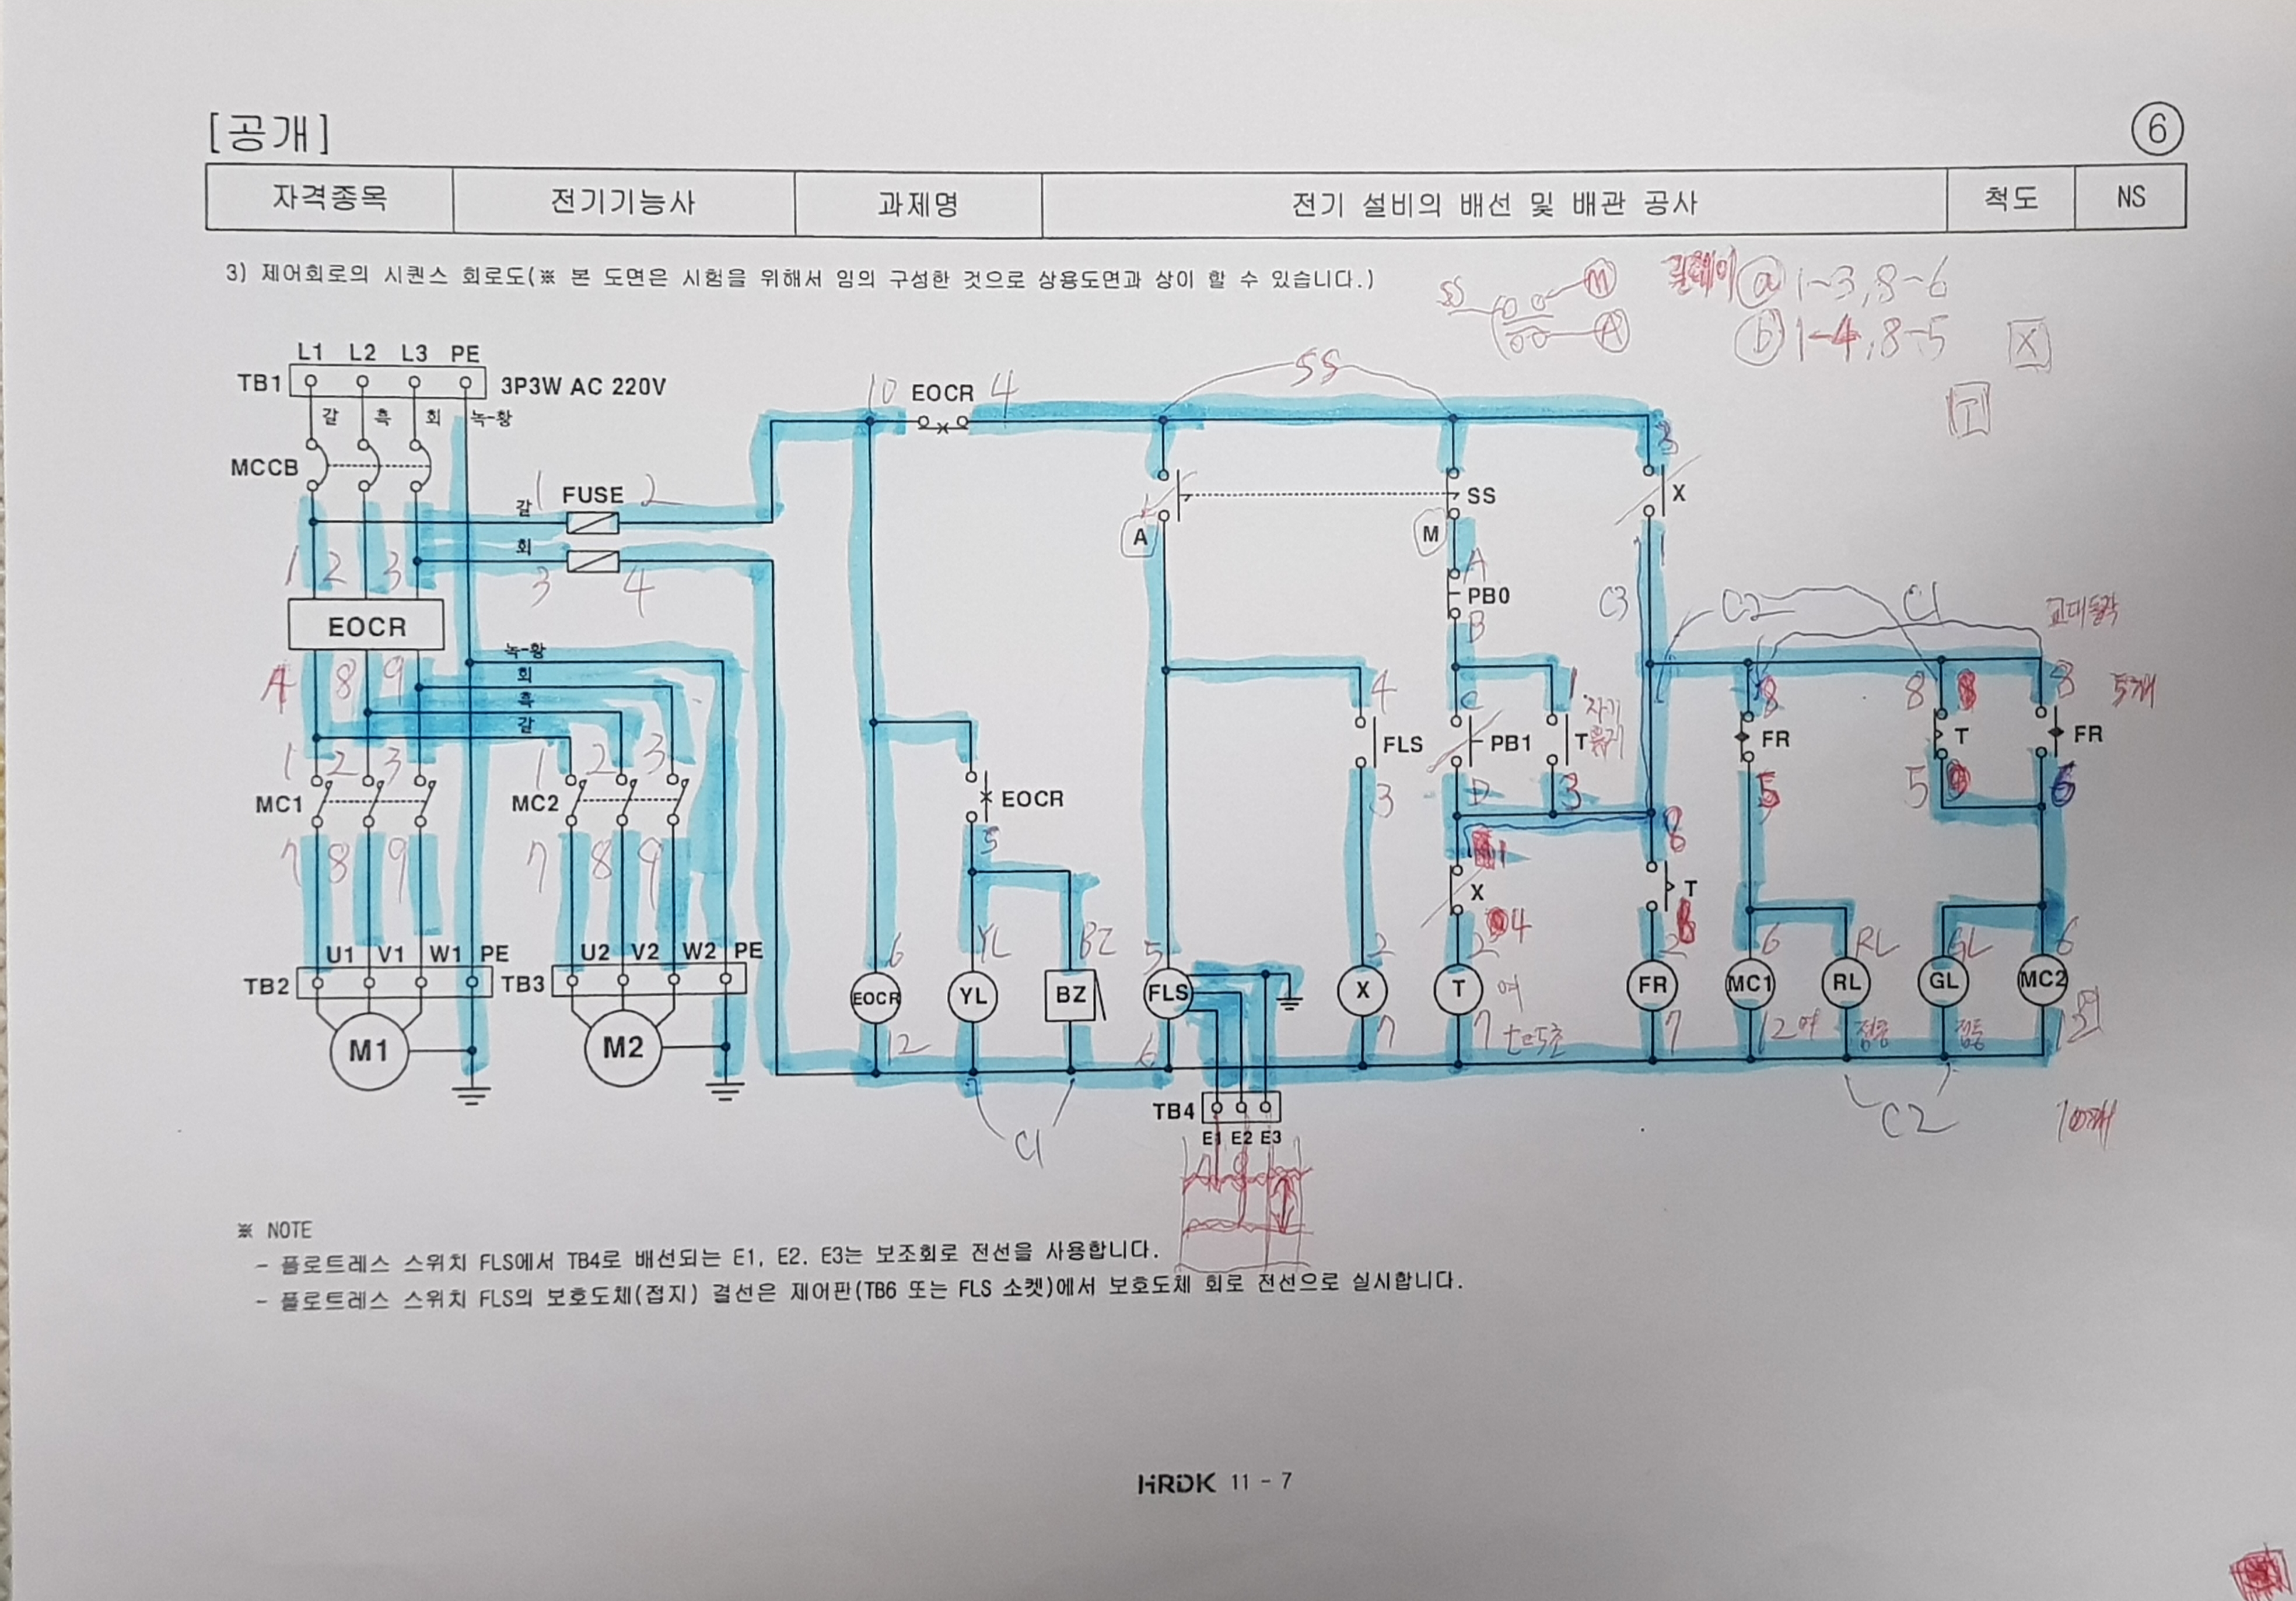 [공개]
6
자격종목 전기기능사 과제명 전기 설비의 배선 및 배관 공사 척도 NS
3) 제어회로의 시퀀스 회로도(※ 본 도면은 시험을 위해서 임의 구성한 것으로 상용도면과 상이 할 수 있습니다.)
SS M
A
릴레이 a 1-3, 8-6
b 1-4, 8-5
X
T
SS
L1 L2 L3 PE
TB1 3P3W AC 220V
갈 흑 회 녹-황
10 EOCR 4
3
MCCB
갈 1 FUSE 2
회
3 4
1 2 3
A M SS X
1
A
PB0
B
C3 C2 C1
교대동작
EOCR
녹-황
회
흑
갈
A 8 9
4 C 1 자기유지
8 8 8 8 5개
FLS PB1 T FR T FR
1 2 3 1 2 3
MC1 MC2
EOCR
5
3 D 3 5 5 6
8
1
X T
4
7 8 9 7 8 9
U1 V1 W1 PE U2 V2 W2 PE
TB2 TB3
6 YL BZ 5 2 2 2 6 RL GL 6
EOCR YL BZ FLS X T 여 FR MC1 RL GL MC2
12 6 7 7 t=5초 7 12 여 점등 점등 12
M1 M2
TB4
E1 E2 E3
C1 C2
10개
※ NOTE
- 플로트레스 스위치 FLS에서 TB4로 배선되는 E1, E2. E3는 보조회로 전선을 사용합니다.
- 플로트레스 스위치 FLS의 보호도체(접지) 결선은 제어판(TB6 또는 FLS 소켓)에서 보호도체 회로 전선으로 실시합니다.
HRDK 11 - 7